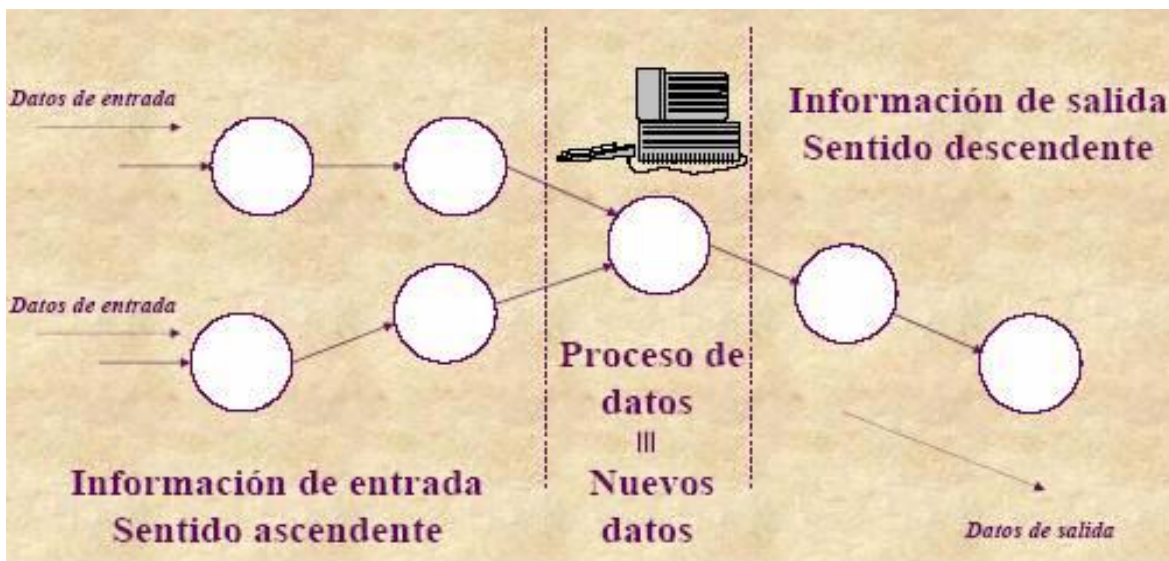 Datos de entrada
Datos de entrada
Información de entrada
Sentido ascendente
Proceso de
datos
≡
Nuevos
datos
Información de salida
Sentido descendente
Datos de salida